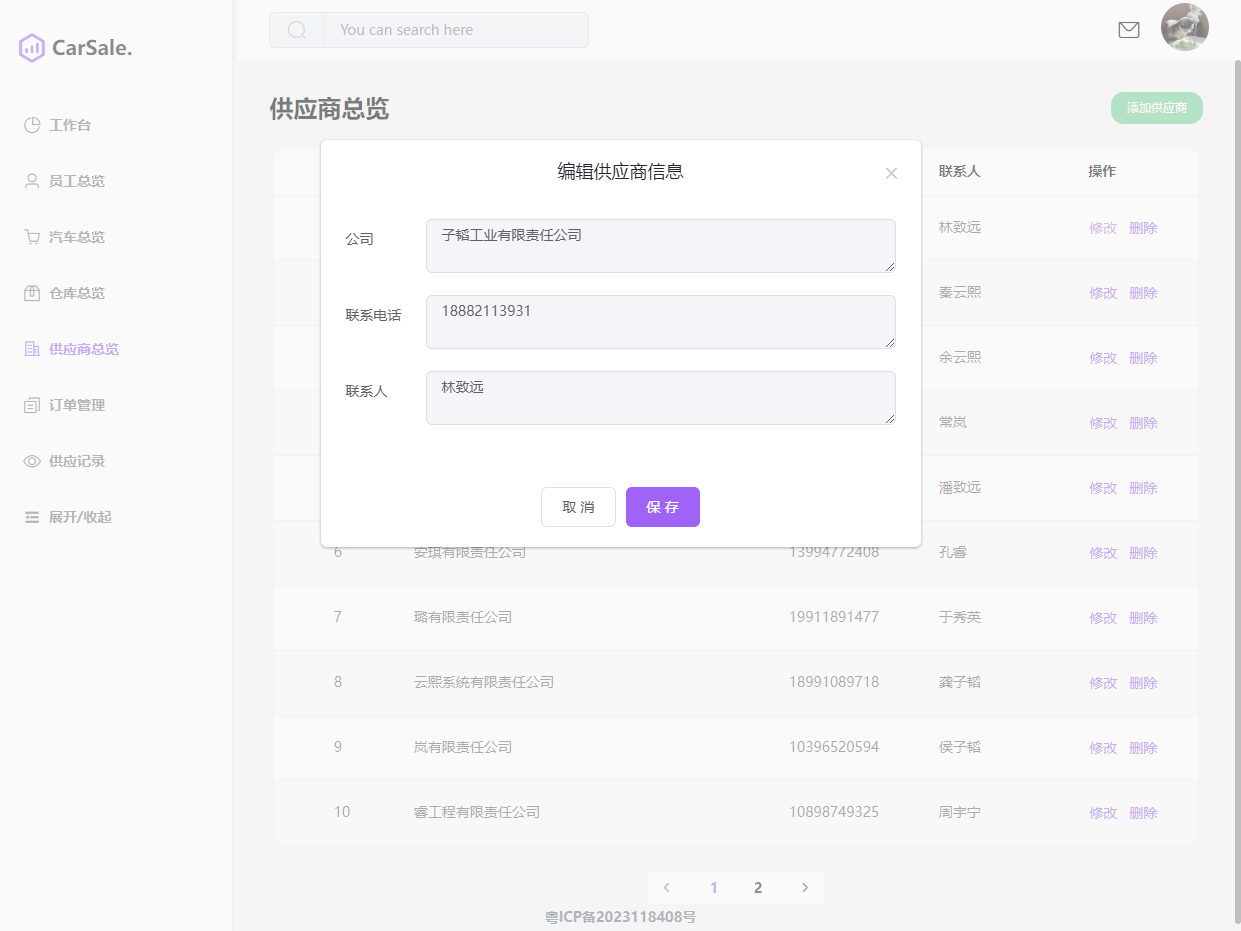 CarSale.
You can search here
工作台
员工总览
汽车总览
仓库总览
供应商总览
订单管理
供应记录
展开/收起
供应商总览
添加供应商
联系人 操作
林致远 修改 删除
秦云熙 修改 删除
余云熙 修改 删除
常岚 修改 删除
潘致远 修改 删除
编辑供应商信息
公司 子韬工业有限责任公司
联系电话 18882113931
联系人 林致远
取 消 保 存
6 安琪有限责任公司 13994772408 孔睿 修改 删除
7 璐有限责任公司 19911891477 于秀英 修改 删除
8 云熙系统有限责任公司 18991089718 龚子韬 修改 删除
9 岚有限责任公司 10396520594 侯子韬 修改 删除
10 睿工程有限责任公司 10898749325 周宇宁 修改 删除
1 2
粤ICP备2023118408号